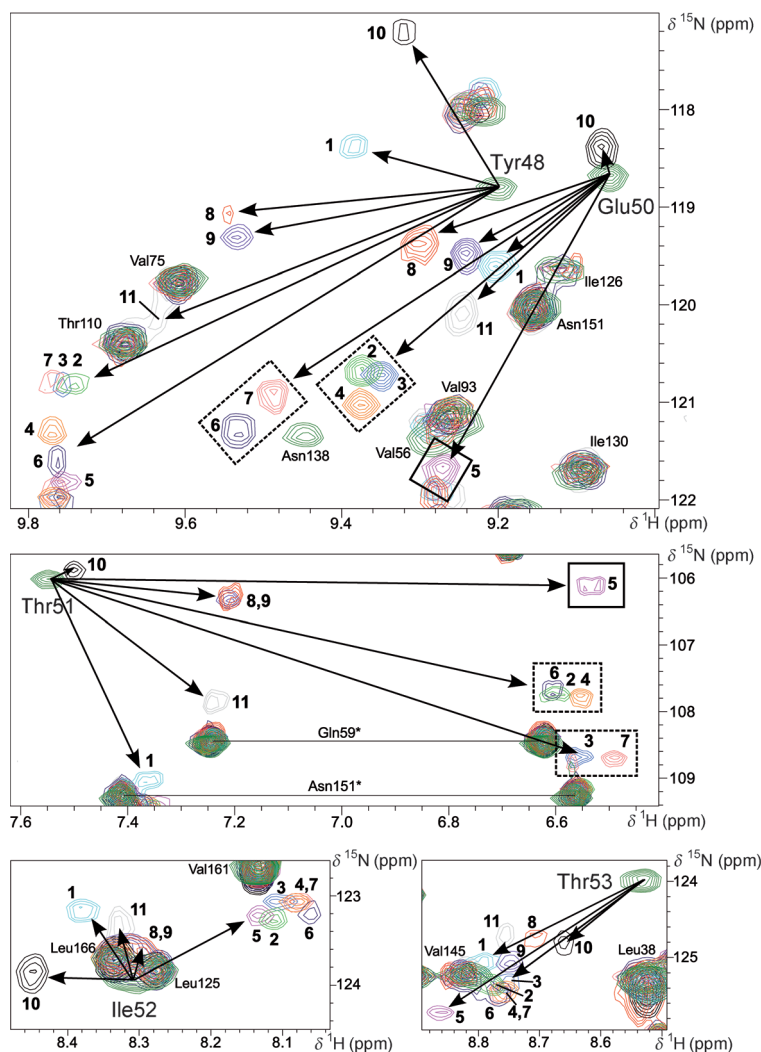 δ 15N (ppm)
10
118
10
1
Tyr48
Glu50
119
8
9
Val75
8
9
1
Ile126
11
11
120
Thr110
Asn151
7 3 2
2
3
7
4
Val93
121
4
6
6
Asn138
Val56
Ile130
5
5
122
9.8
9.6
9.4
9.2
δ 1H (ppm)
δ 15N (ppm)
10
106
5
Thr51
8,9
107
6 2 4
11
108
Gln59*
3
7
1
109
Asn151*
7.6
7.4
7.2
7.0
6.8
6.6
δ 1H (ppm)
δ 15N (ppm)
Val161
1
11
3
4,7
123
8,9
5
2
6
Leu166
Leu125
10
124
Ile52
8.4
8.3
8.2
8.1
δ 1H (ppm)
δ 15N (ppm)
Thr53
124
11
8
10
Val145
1
9
Leu38
125
3
2
5
6
4,7
8.8
8.7
8.6
δ 1H (ppm)